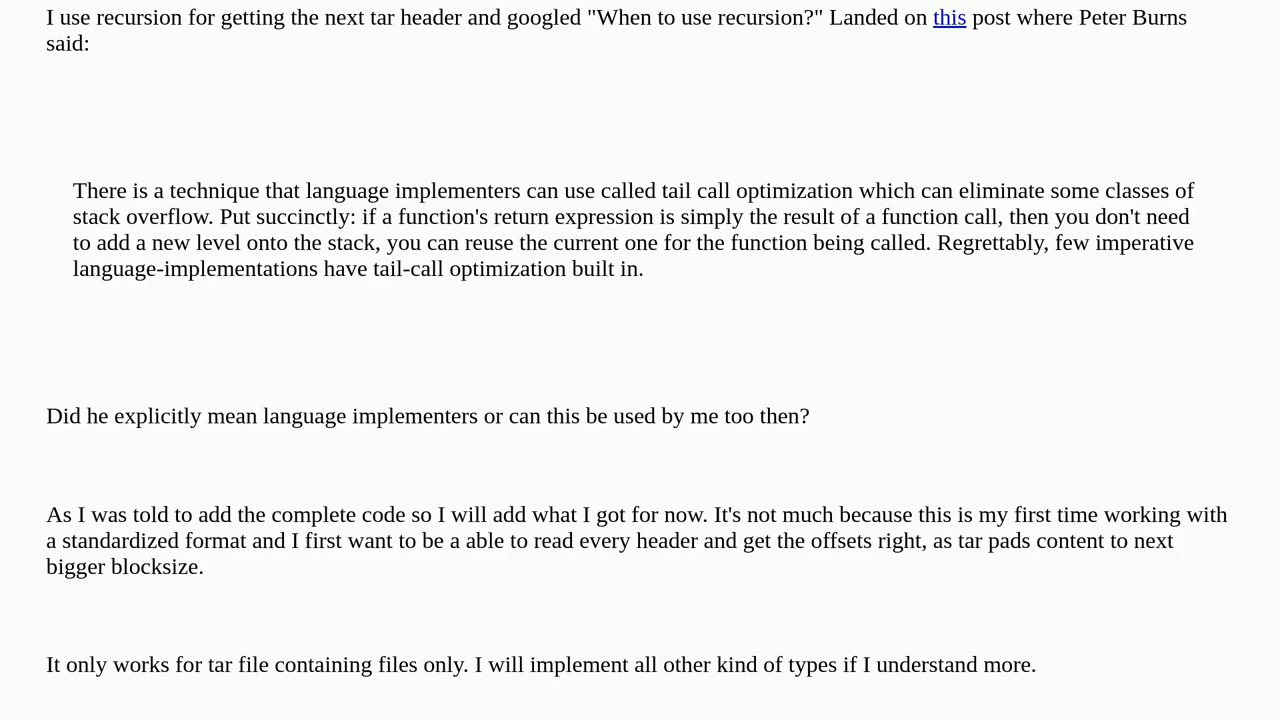 I use recursion for getting the next tar header and googled "When to use recursion?" Landed on this post where Peter Burns
said:
There is a technique that language implementers can use called tail call optimization which can eliminate some classes of
stack overflow. Put succinctly: if a function's return expression is simply the result of a function call, then you don't need
to add a new level onto the stack, you can reuse the current one for the function being called. Regrettably, few imperative
language-implementations have tail-call optimization built in.
Did he explicitly mean language implementers or can this be used by me too then?
As I was told to add the complete code so I will add what I got for now. It's not much because this is my first time working with
a standardized format and I first want to be a able to read every header and get the offsets right, as tar pads content to next
bigger blocksize.
It only works for tar file containing files only. I will implement all other kind of types if I understand more.